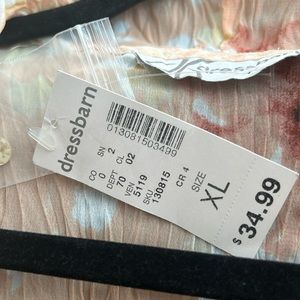 dressbarn
013081503499
CO SN
0 2
DEPT CL
70 02
VEN
5119
SKU CR 4
130815
SIZE
XL
$34.99
dressbarn